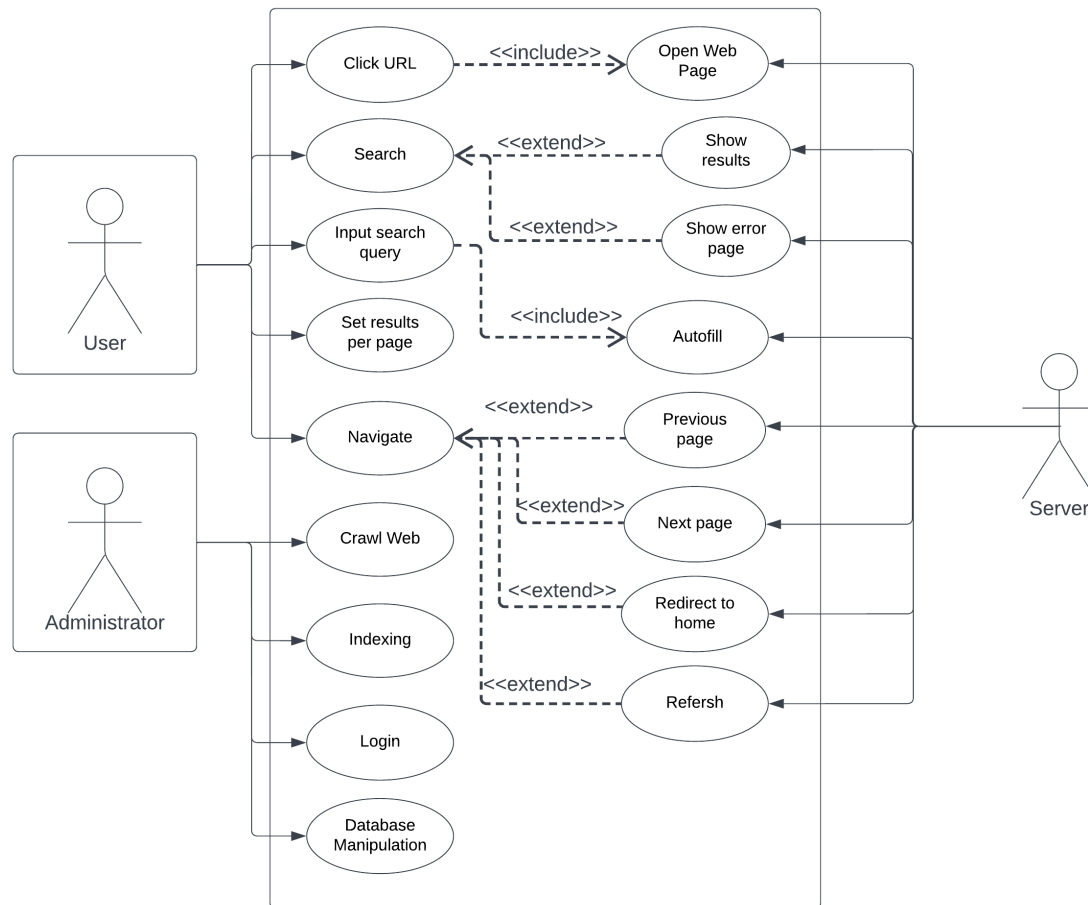 Click URL
<<include>>
Open Web
Page
Search
<<extend>>
Show
results
Input search
query
<<extend>>
Show error
page
Set results
per page
<<include>>
Autofill
User
Navigate
<<extend>>
Previous
page
<<extend>>
Next page
Server
Crawl Web
<<extend>>
Redirect to
home
Administrator
Indexing
<<extend>>
Refersh
Login
Database
Manipulation